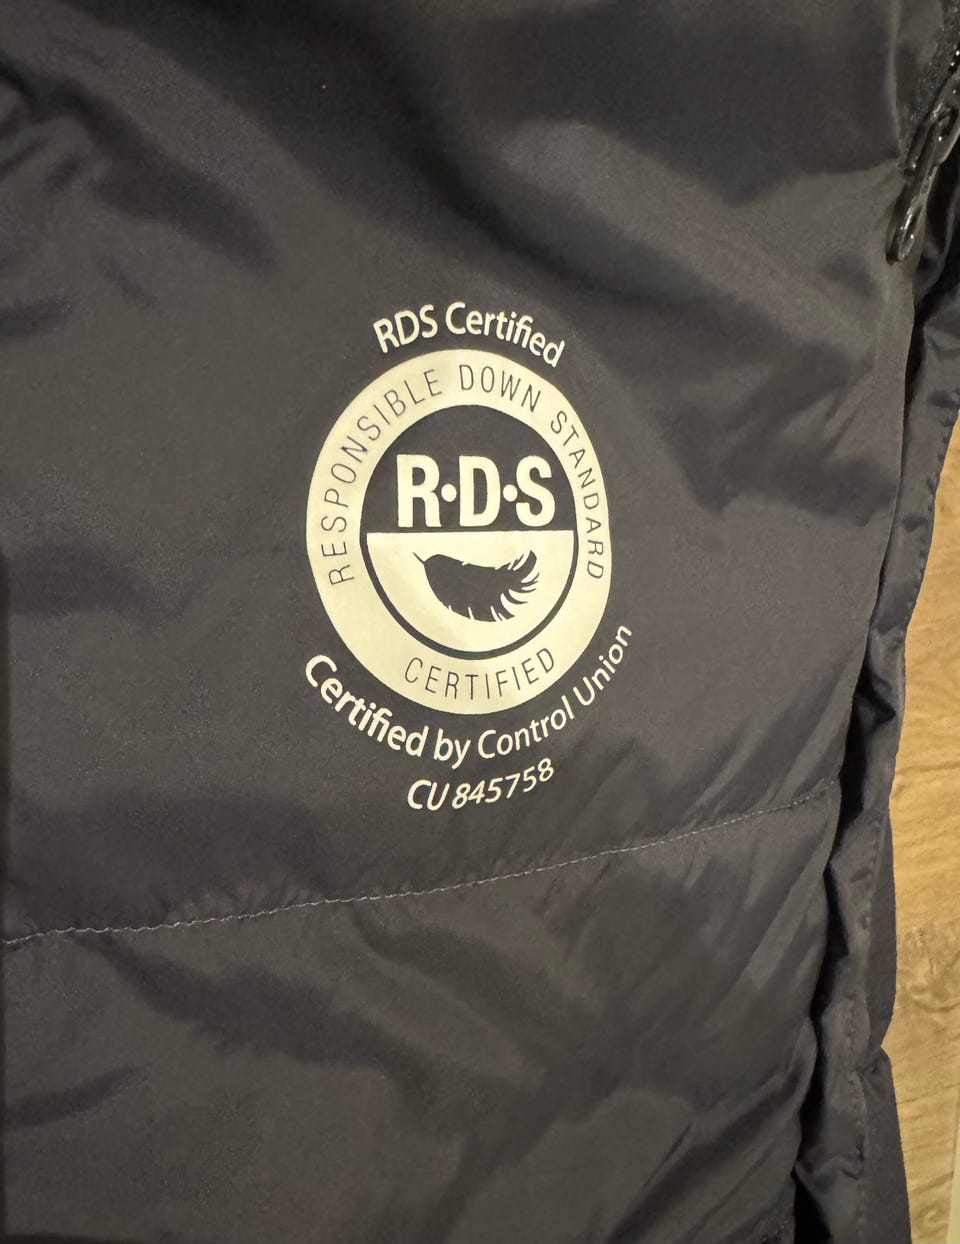 RDS Certified
RESPONSIBLE DOWN STANDARD
R·D·S
CERTIFIED
Certified by Control Union
CU 845758